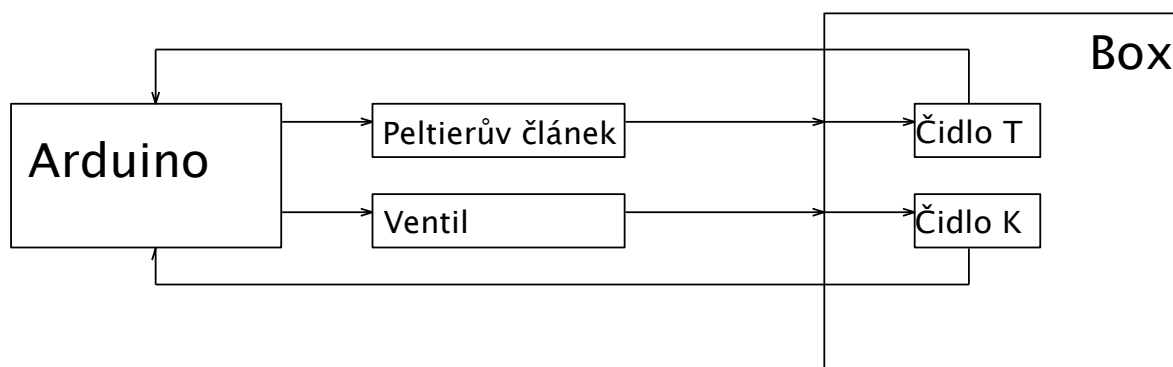 Box
Arduino
Peltierův článek
Čidlo T
Ventil
Čidlo K